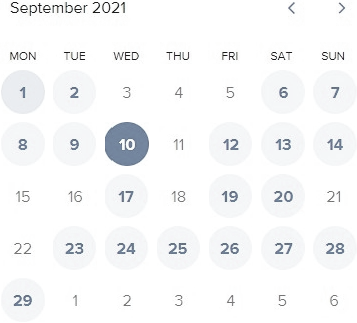 September 2021
MON TUE WED THU FRI SAT SUN
1 2 3 4 5 6 7
8 9 10 11 12 13 14
15 16 17 18 19 20 21
22 23 24 25 26 27 28
29 1 2 3 4 5 6